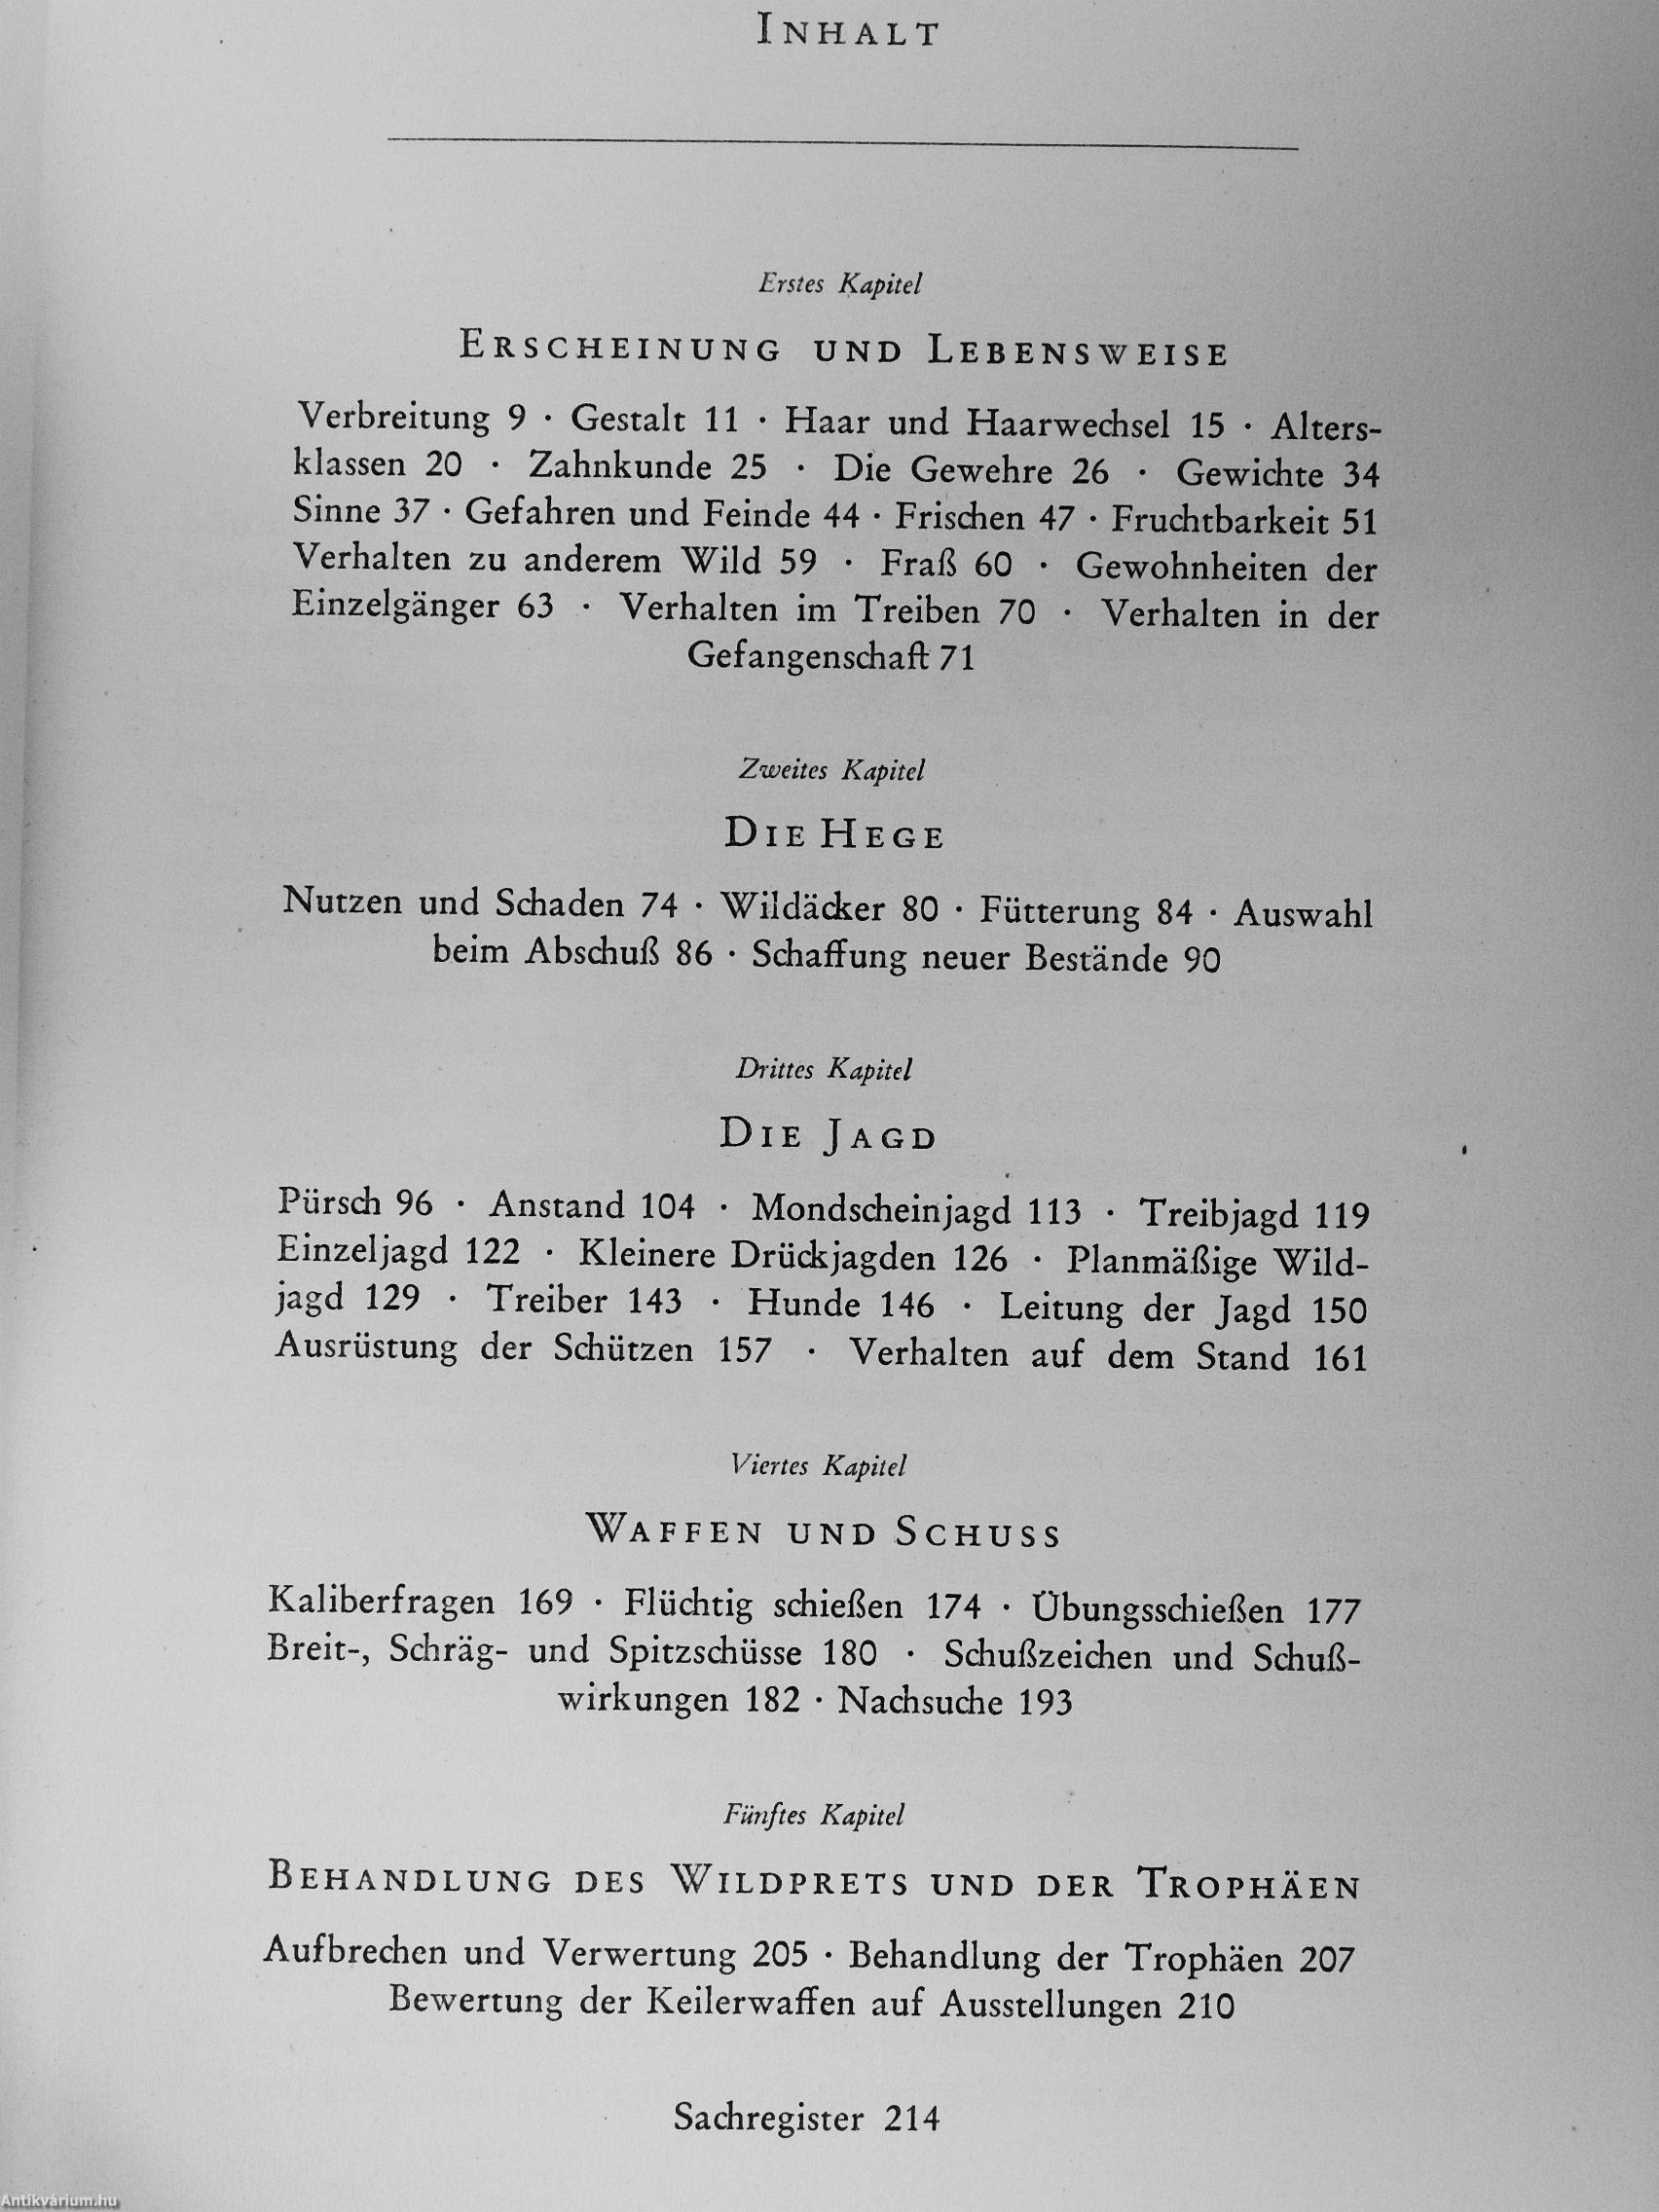 INHALT
Erstes Kapitel
ERSCHEINUNG UND LEBENSWEISE
Verbreitung 9 · Gestalt 11 · Haar und Haarwechsel 15 · Alters-
klassen 20 · Zahnkunde 25 · Die Gewehre 26 · Gewichte 34
Sinne 37 · Gefahren und Feinde 44 · Frischen 47 · Fruchtbarkeit 51
Verhalten zu anderem Wild 59 · Fraß 60 · Gewohnheiten der
Einzelgänger 63 · Verhalten im Treiben 70 · Verhalten in der
Gefangenschaft 71
Zweites Kapitel
DIE HEGE
Nutzen und Schaden 74 · Wildäcker 80 · Fütterung 84 · Auswahl
beim Abschuß 86 · Schaffung neuer Bestände 90
Drittes Kapitel
DIE JAGD
Pürsch 96 · Anstand 104 · Mondscheinjagd 113 · Treibjagd 119
Einzeljagd 122 · Kleinere Drückjagden 126 · Planmäßige Wild-
jagd 129 · Treiber 143 · Hunde 146 · Leitung der Jagd 150
Ausrüstung der Schützen 157 · Verhalten auf dem Stand 161
Viertes Kapitel
WAFFEN UND SCHUSS
Kaliberfragen 169 · Flüchtig schießen 174 · Übungsschießen 177
Breit-, Schräg- und Spitzschüsse 180 · Schußzeichen und Schuß-
wirkungen 182 · Nachsuche 193
Fünftes Kapitel
BEHANDLUNG DES WILDPRETS UND DER TROPHÄEN
Aufbrechen und Verwertung 205 · Behandlung der Trophäen 207
Bewertung der Keilerwaffen auf Ausstellungen 210
Sachregister 214
Antikvárium.hu